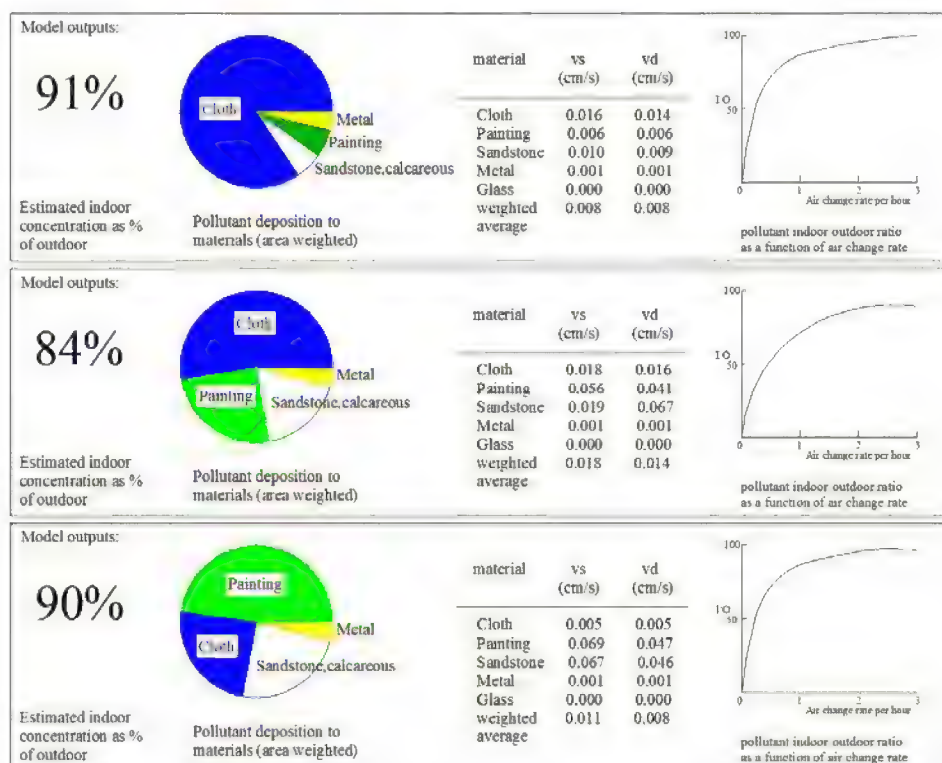 Model outputs:
91%
Estimated indoor
concentration as %
of outdoor
Cloth
Metal
Painting
Sandstone,calcareous
Pollutant deposition to
materials (area weighted)
material vs vd
(cm/s) (cm/s)
Cloth 0.016 0.014
Painting 0.006 0.006
Sandstone 0.010 0.009
Metal 0.001 0.001
Glass 0.000 0.000
weighted 0.008 0.008
average
100
50
0 1 2 3
Air change rate per hour
pollutant indoor outdoor ratio
as a function of air change rate
Model outputs:
84%
Estimated indoor
concentration as %
of outdoor
Cloth
Metal
Painting
Sandstone,calcareous
Pollutant deposition to
materials (area weighted)
material vs vd
(cm/s) (cm/s)
Cloth 0.018 0.016
Painting 0.056 0.041
Sandstone 0.019 0.067
Metal 0.001 0.001
Glass 0.000 0.000
weighted 0.018 0.014
average
100
50
0 1 2 3
Air change rate per hour
pollutant indoor outdoor ratio
as a function of air change rate
Model outputs:
90%
Estimated indoor
concentration as %
of outdoor
Painting
Metal
Cloth
Sandstone,calcareous
Pollutant deposition to
materials (area weighted)
material vs vd
(cm/s) (cm/s)
Cloth 0.005 0.005
Painting 0.069 0.047
Sandstone 0.067 0.046
Metal 0.001 0.001
Glass 0.000 0.000
weighted 0.011 0.008
average
100
50
0 1 2 3
Air change rate per hour
pollutant indoor outdoor ratio
as a function of air change rate